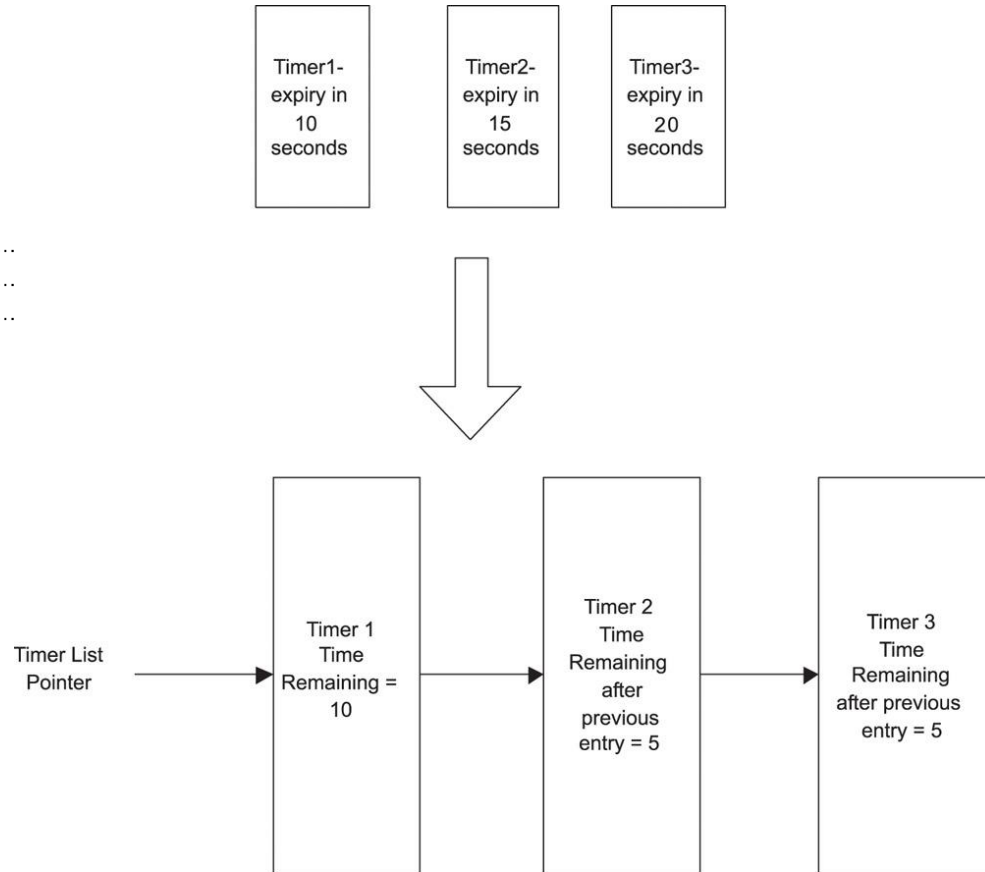 Timer1-
expiry in
10
seconds
Timer2-
expiry in
15
seconds
Timer3-
expiry in
20
seconds
..
..
..
Timer List
Pointer
Timer 1
Time
Remaining =
10
Timer 2
Time
Remaining
after
previous
entry = 5
Timer 3
Time
Remaining
after previous
entry = 5